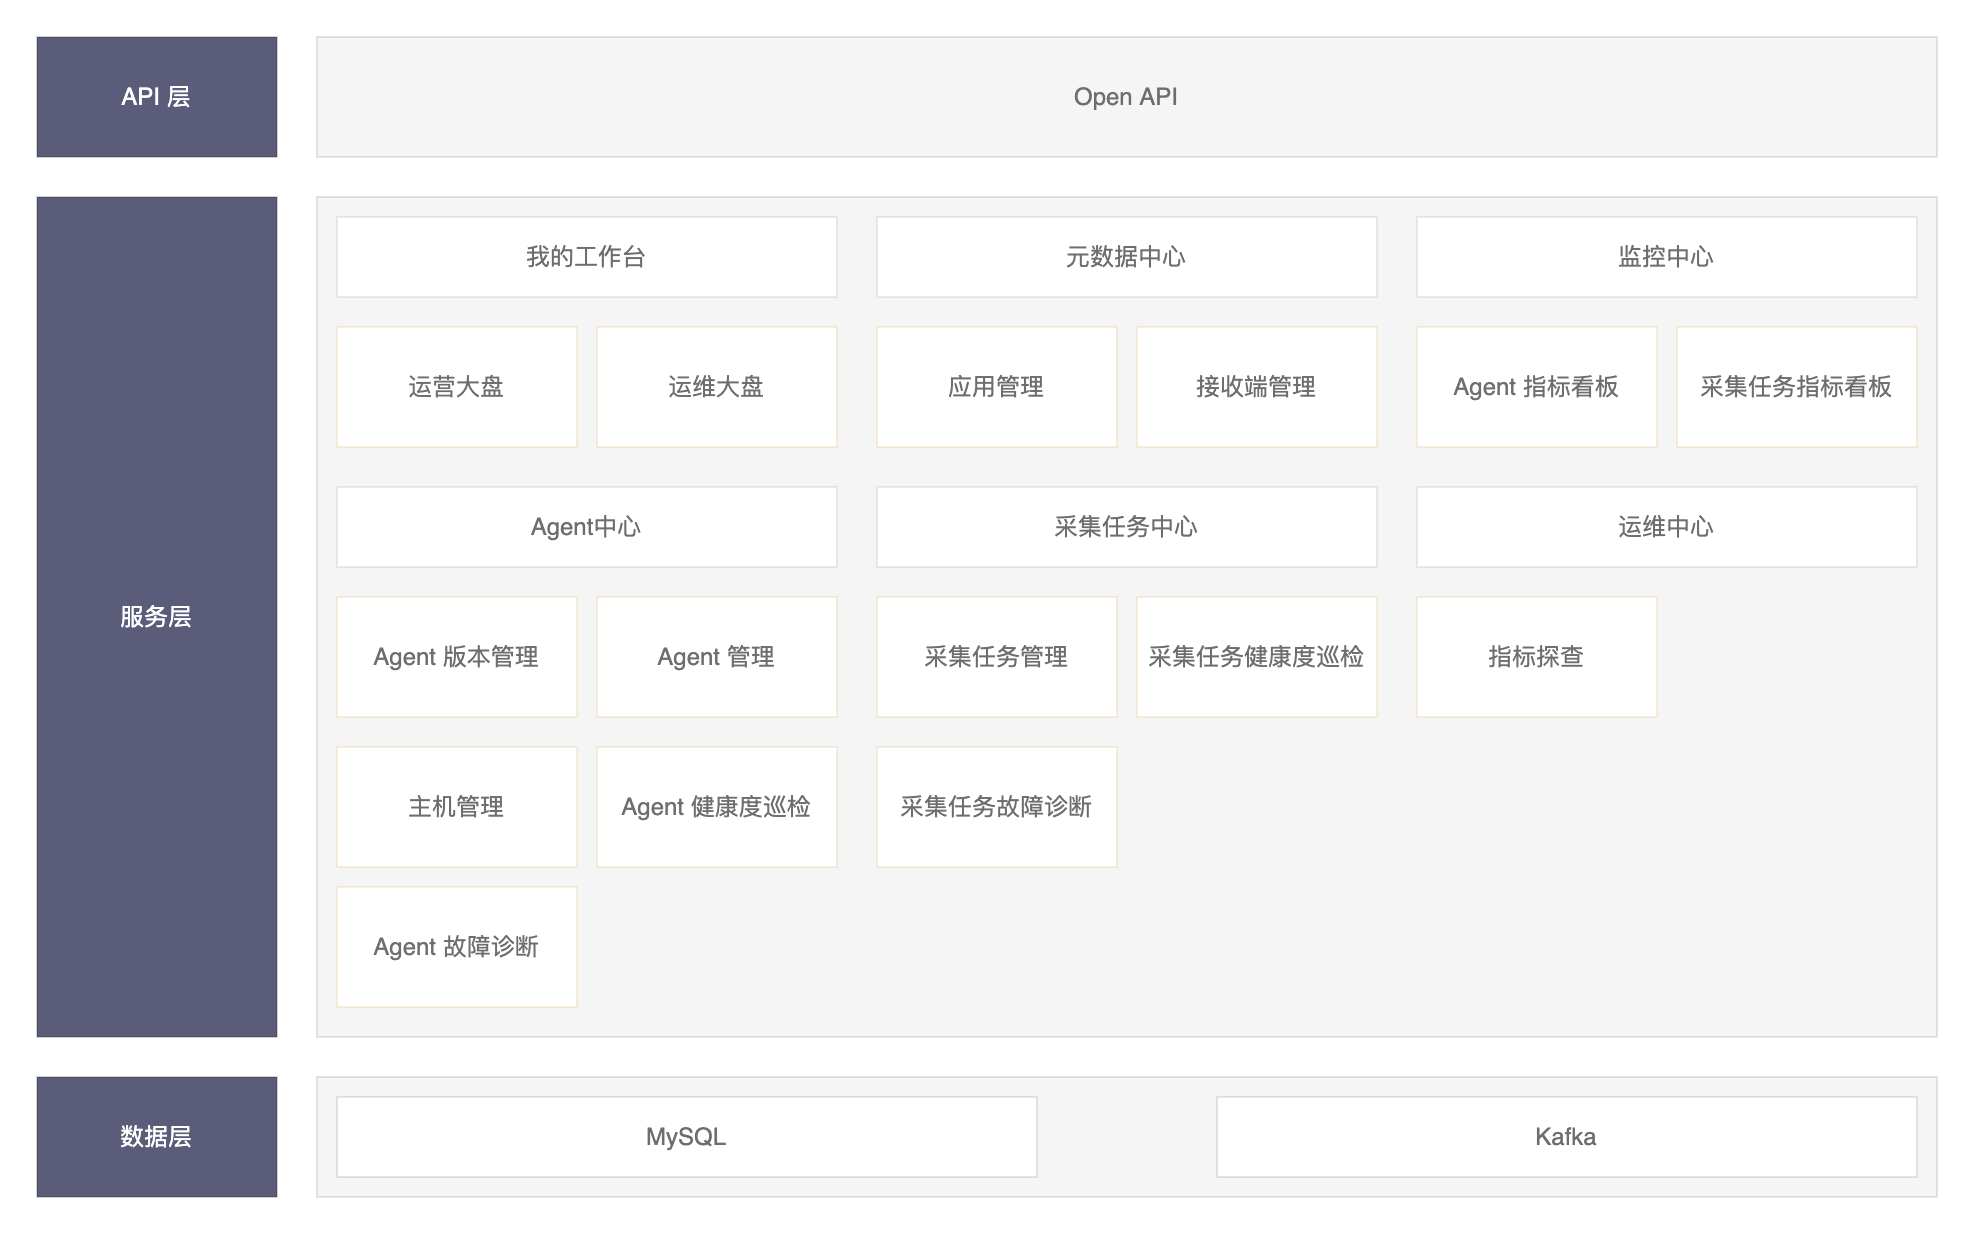 API 层
Open API
服务层
我的工作台
元数据中心
监控中心
运营大盘
运维大盘
应用管理
接收端管理
Agent 指标看板
采集任务指标看板
Agent中心
采集任务中心
运维中心
Agent 版本管理
Agent 管理
采集任务管理
采集任务健康度巡检
指标探查
主机管理
Agent 健康度巡检
采集任务故障诊断
Agent 故障诊断
数据层
MySQL
Kafka